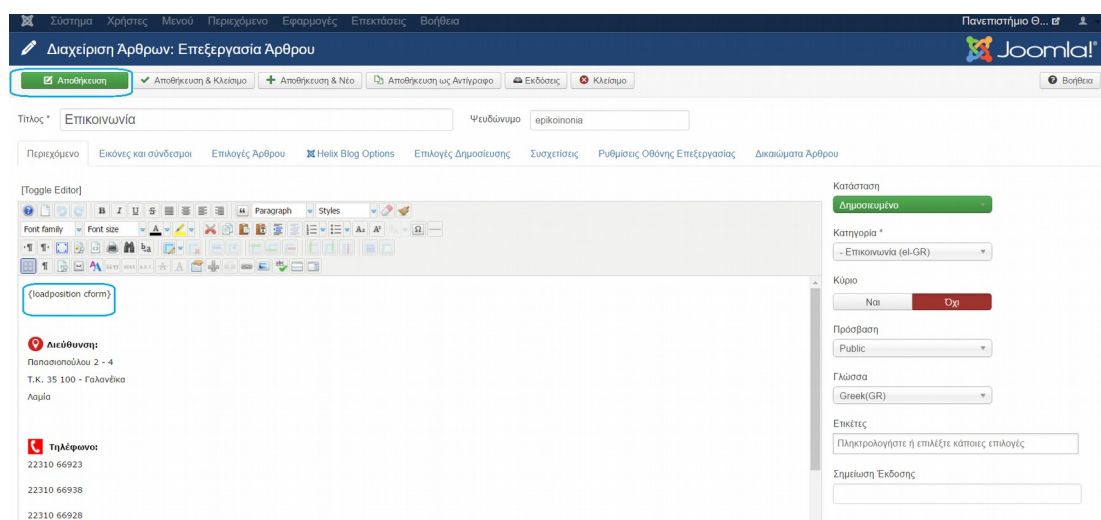 Σύστημα Χρήστες Μενού Περιεχόμενο Εφαρμογές Επεκτάσεις Βοήθεια Πανεπιστήμιο Θ...
Διαχείριση Άρθρων: Επεξεργασία Άρθρου Joomla!
Αποθήκευση Αποθήκευση & Κλείσιμο Αποθήκευση & Νέο Αποθήκευση ως Αντίγραφο Εκδόσεις Κλείσιμο Βοήθεια
Τίτλος * Επικοινωνία Ψευδώνυμο epikoinonia
Περιεχόμενο Εικόνες και σύνδεσμοι Επιλογές Άρθρου Helix Blog Options Επιλογές Δημοσίευσης Συσχετίσεις Ρυθμίσεις Οθόνης Επεξεργασίας Δικαιώματα Άρθρου
[Toggle Editor]
Paragraph Styles
Font family Font size
{loadposition cform}
Διεύθυνση:
Παπασιοπούλου 2 - 4
Τ.Κ. 35 100 - Γαλανέικα
Λαμία
Τηλέφωνο:
22310 66923
22310 66938
22310 66928
Κατάσταση
Δημοσιευμένο
Κατηγορία *
- Επικοινωνία (el-GR)
Κύριο
Ναι Όχι
Πρόσβαση
Public
Γλώσσα
Greek(GR)
Ετικέτες
Πληκτρολογήστε ή επιλέξτε κάποιες επιλογές
Σημείωση Έκδοσης